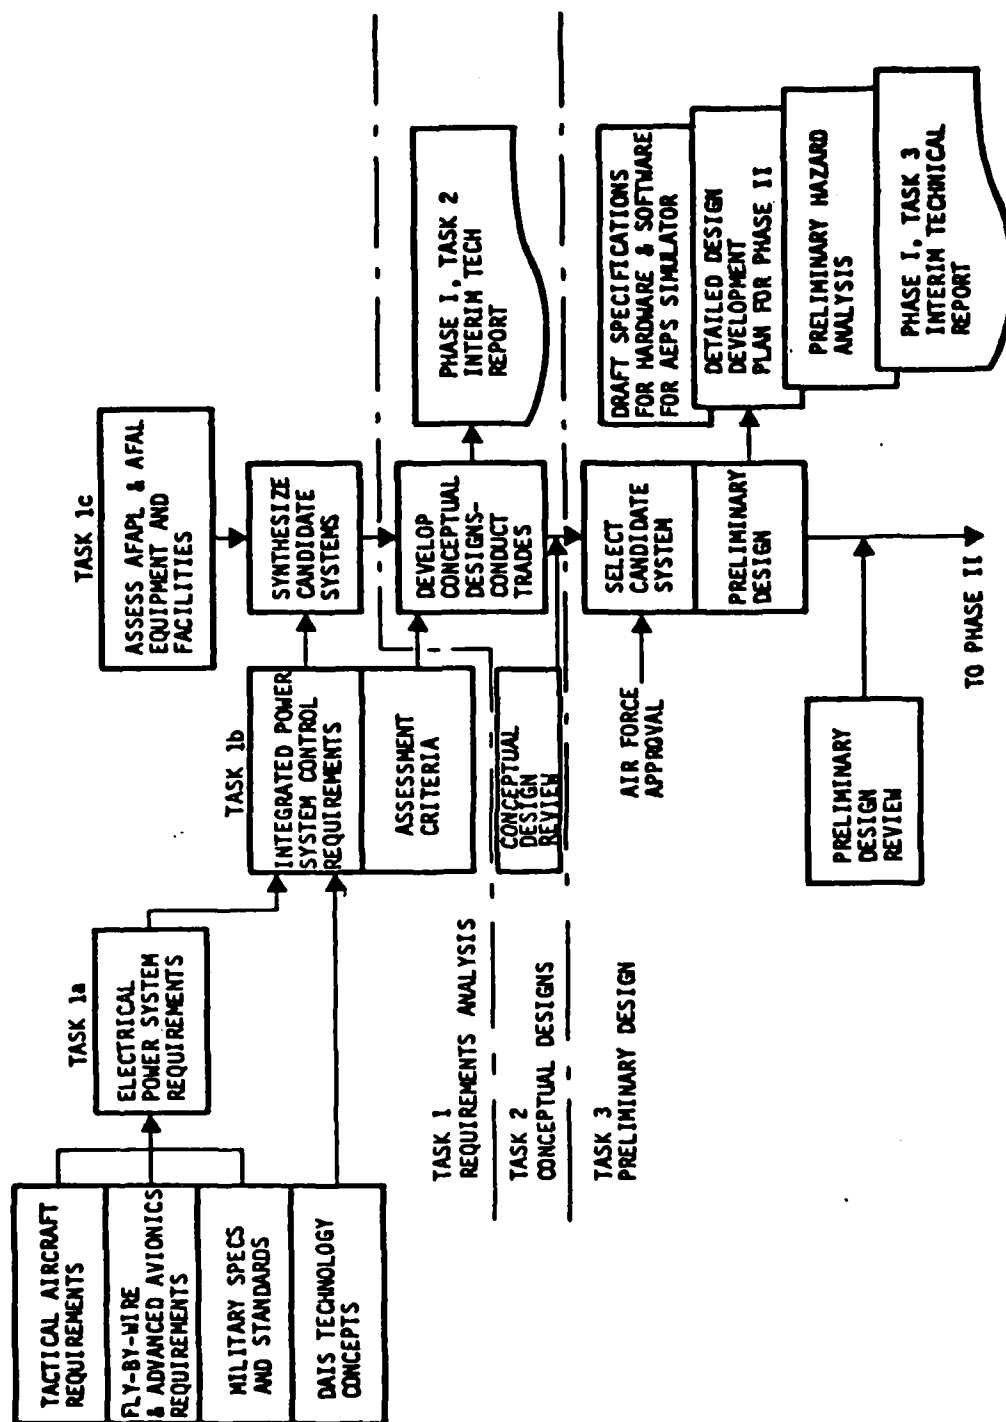 TACTICAL AIRCRAFT
REQUIREMENTS
FLY-BY-WIRE
& ADVANCED AVIONICS
REQUIREMENTS
MILITARY SPECS
AND STANDARDS
DAIS TECHNOLOGY
CONCEPTS
TASK 1a
ELECTRICAL
POWER SYSTEM
REQUIREMENTS
TASK 1b
INTEGRATED POWER
SYSTEM CONTROL
REQUIREMENTS
ASSESSMENT
CRITERIA
TASK 1c
ASSESS AFAPL & AFAL
EQUIPMENT AND
FACILITIES
SYNTHESIZE
CANDIDATE
SYSTEMS
TASK 1
REQUIREMENTS ANALYSIS
TASK 2
CONCEPTUAL DESIGNS
CONCEPTUAL
DESIGN
REVIEW
DEVELOP
CONCEPTUAL
DESIGNS-
CONDUCT
TRADES
PHASE I, TASK 2
INTERIM TECH
REPORT
TASK 3
PRELIMINARY DESIGN
AIR FORCE
APPROVAL
SELECT
CANDIDATE
SYSTEM
PRELIMINARY
DESIGN
DRAFT SPECIFICATIONS
FOR HARDWARE & SOFTWARE
FOR AEPS SIMULATOR
DETAILED DESIGN
DEVELOPMENT
PLAN FOR PHASE II
PRELIMINARY HAZARD
ANALYSIS
PHASE I, TASK 3
INTERIM TECHNICAL
REPORT
PRELIMINARY
DESIGN
REVIEW
TO PHASE II